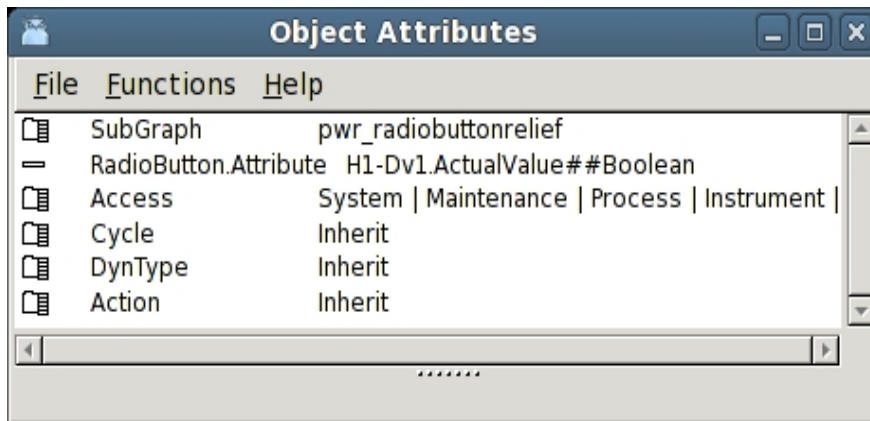 Object Attributes
File Functions Help
SubGraph pwr_radiobuttonrelief
RadioButton.Attribute H1-Dv1.ActualValue##Boolean
Access System | Maintenance | Process | Instrument |
Cycle Inherit
DynType Inherit
Action Inherit